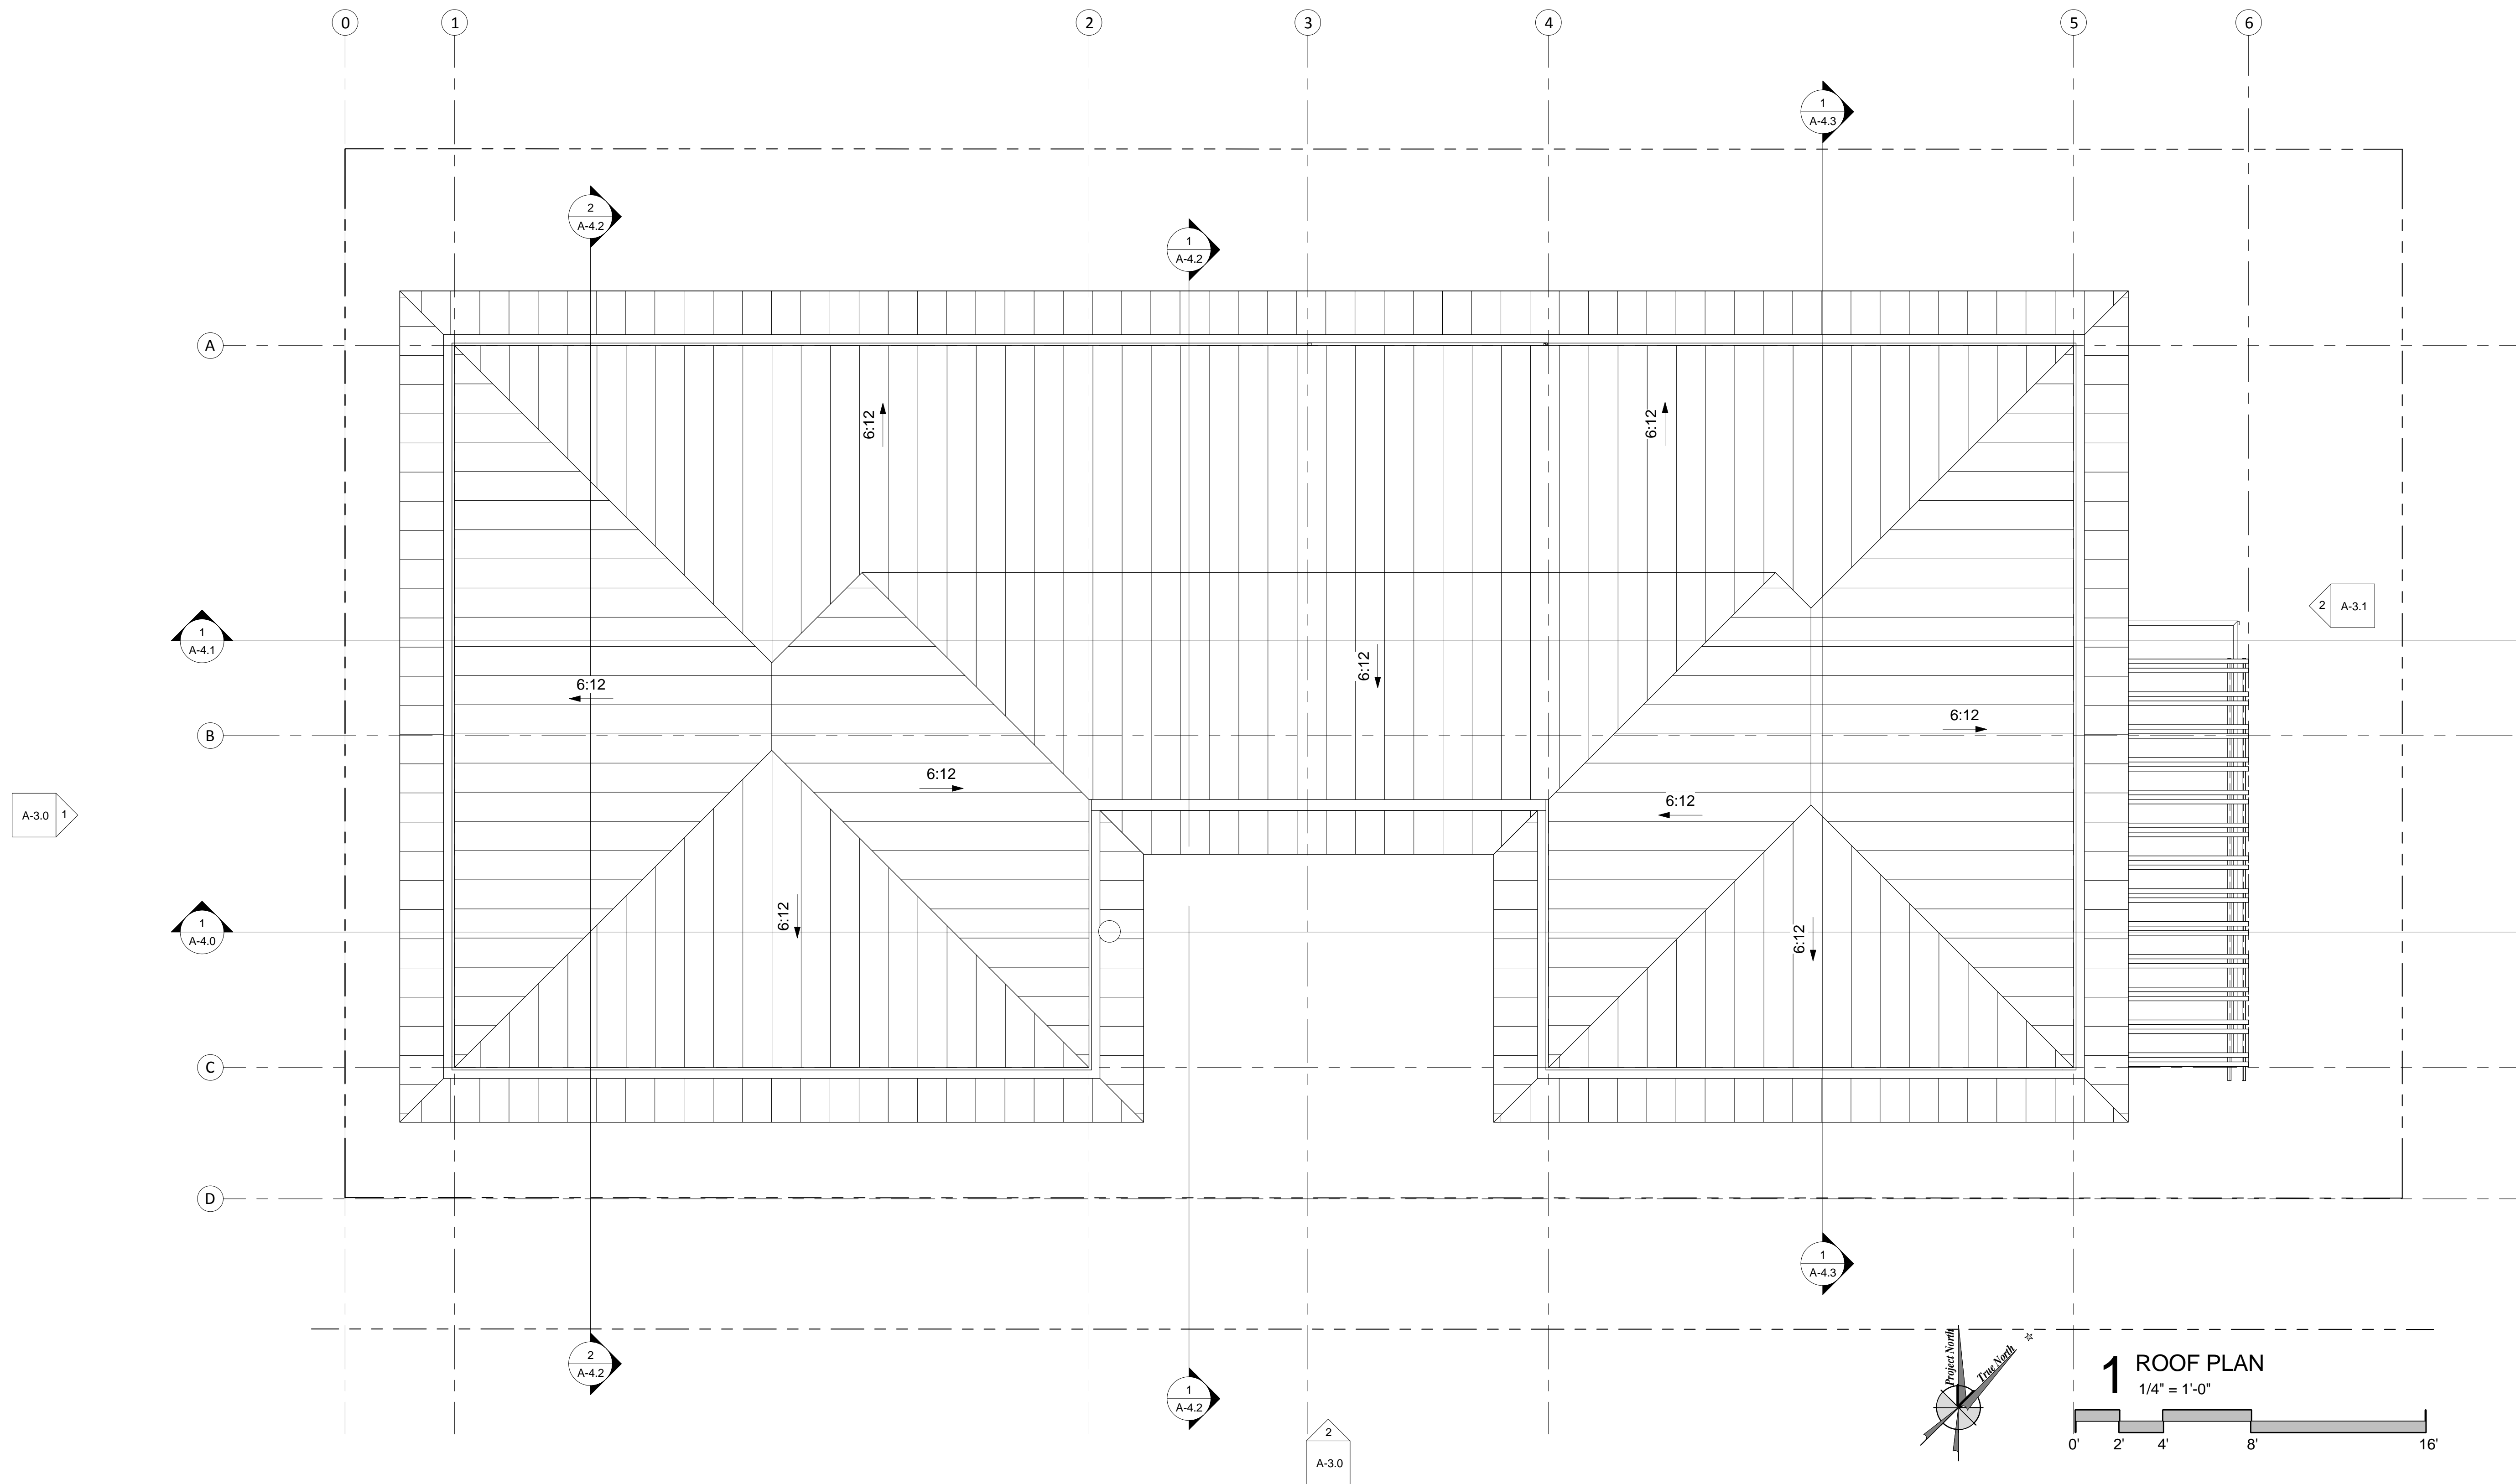 0
1
2
3
4
5
6
1
A-4.3
2
A-4.2
1
A-4.2
A
6:12
6:12
2
A-3.1
1
A-4.1
6:12
6:12
6:12
B
6:12
6:12
A-3.0
1
6:12
6:12
1
A-4.0
C
D
1
A-4.3
Project North
True North
2
A-4.2
1
A-4.2
1
ROOF PLAN
1/4" = 1'-0"
0'
2'
4'
8'
16'
2
A-3.0